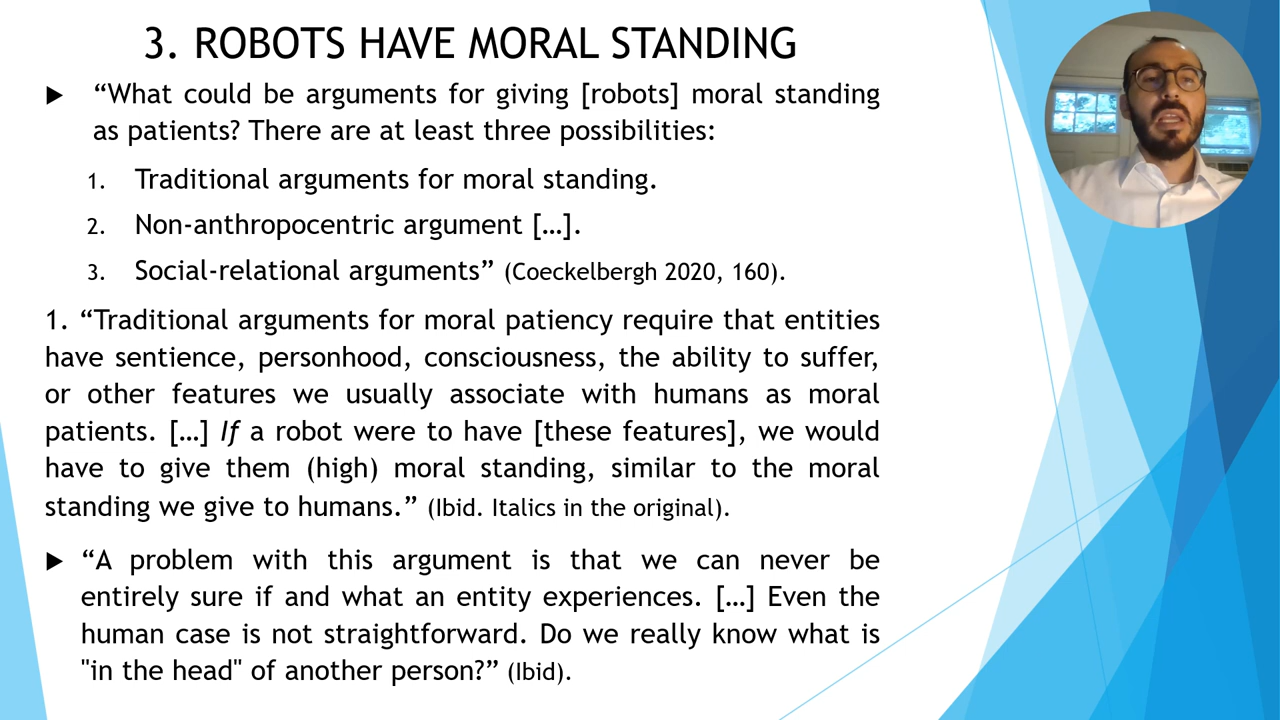 3. ROBOTS HAVE MORAL STANDING
“What could be arguments for giving [robots] moral standing
as patients? There are at least three possibilities:
1. Traditional arguments for moral standing.
2. Non-anthropocentric argument […].
3. Social-relational arguments” (Coeckelbergh 2020, 160).
1. “Traditional arguments for moral patiency require that entities
have sentience, personhood, consciousness, the ability to suffer,
or other features we usually associate with humans as moral
patients. […] If a robot were to have [these features], we would
have to give them (high) moral standing, similar to the moral
standing we give to humans.” (Ibid. Italics in the original).
“A problem with this argument is that we can never be
entirely sure if and what an entity experiences. […] Even the
human case is not straightforward. Do we really know what is
"in the head" of another person?” (Ibid).